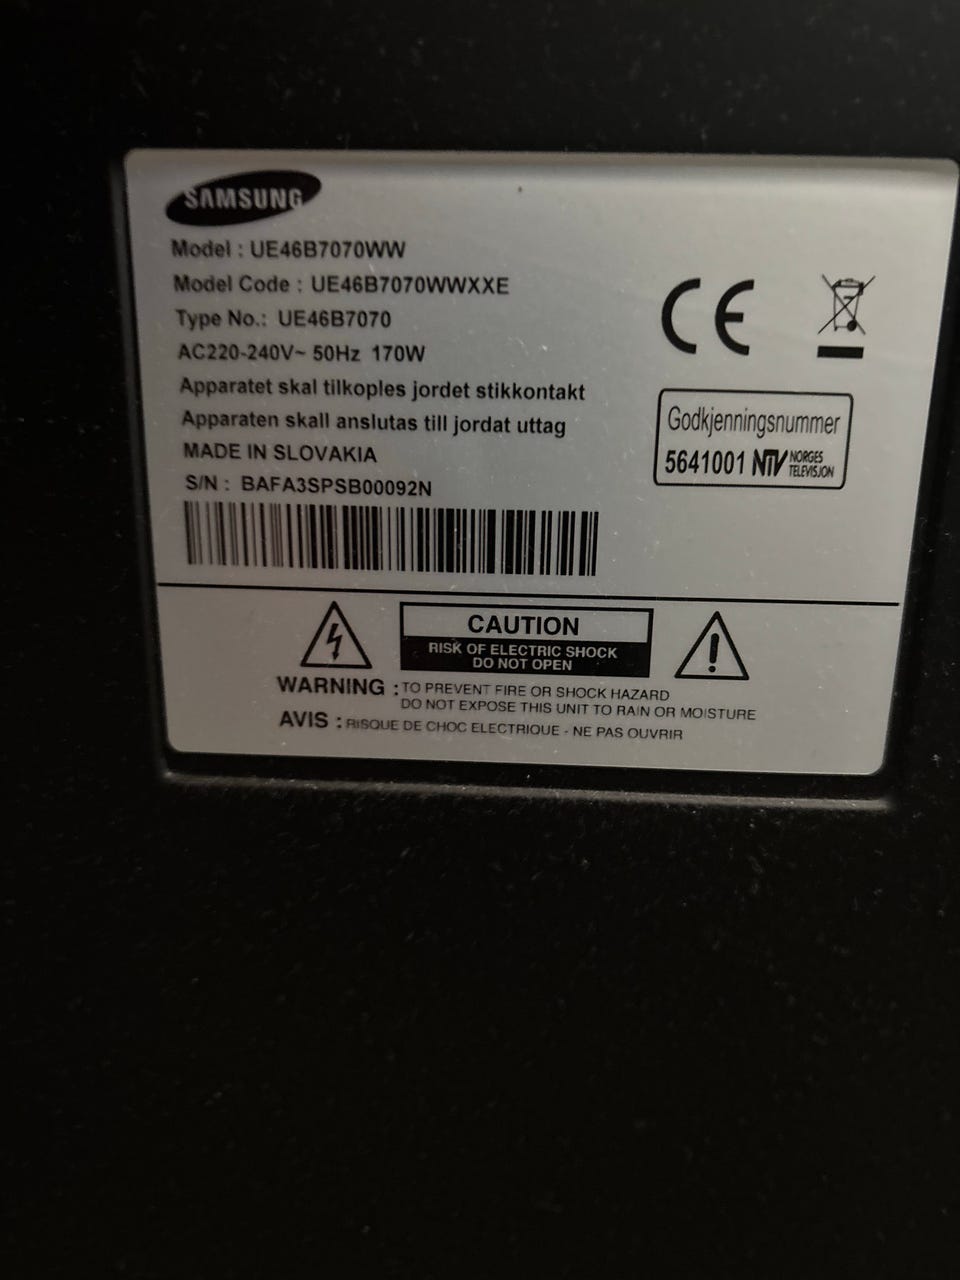 SAMSUNG
Model : UE46B7070WW
Model Code : UE46B7070WWXXE
Type No.: UE46B7070
AC220-240V~ 50Hz 170W
Apparatet skal tilkoples jordet stikkontakt
Apparaten skall anslutas till jordat uttag
MADE IN SLOVAKIA
S/N : BAFA3SPSB00092N
CE
Godkjenningsnummer
5641001 NTV NORGES
TELEVISJON
CAUTION
RISK OF ELECTRIC SHOCK
DO NOT OPEN
WARNING : TO PREVENT FIRE OR SHOCK HAZARD
DO NOT EXPOSE THIS UNIT TO RAIN OR MOISTURE
AVIS : RISQUE DE CHOC ELECTRIQUE - NE PAS OUVRIR